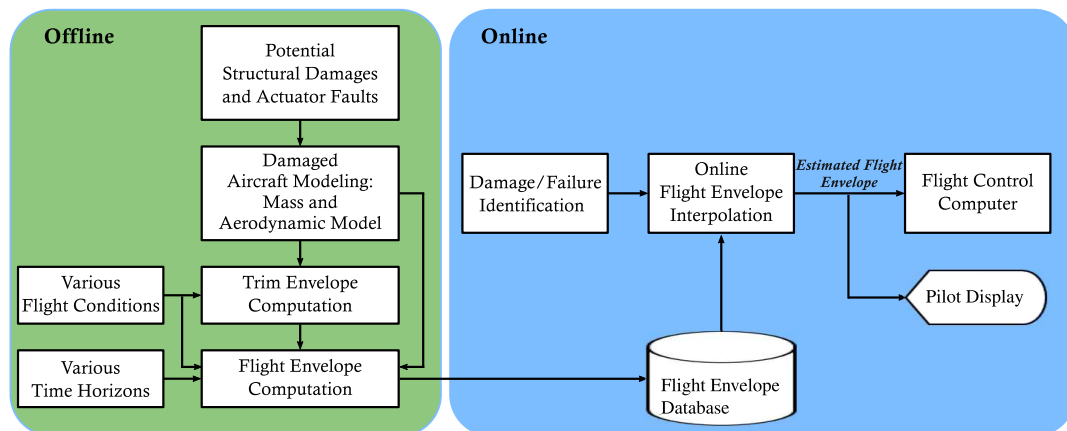 Offline
Potential
Structural Damages
and Actuator Faults
Damaged
Aircraft Modeling:
Mass and
Aerodynamic Model
Various
Flight Conditions
Trim Envelope
Computation
Various
Time Horizons
Flight Envelope
Computation
Online
Damage/Failure
Identification
Online
Flight Envelope
Interpolation
Estimated Flight
Envelope
Flight Control
Computer
Pilot Display
Flight Envelope
Database